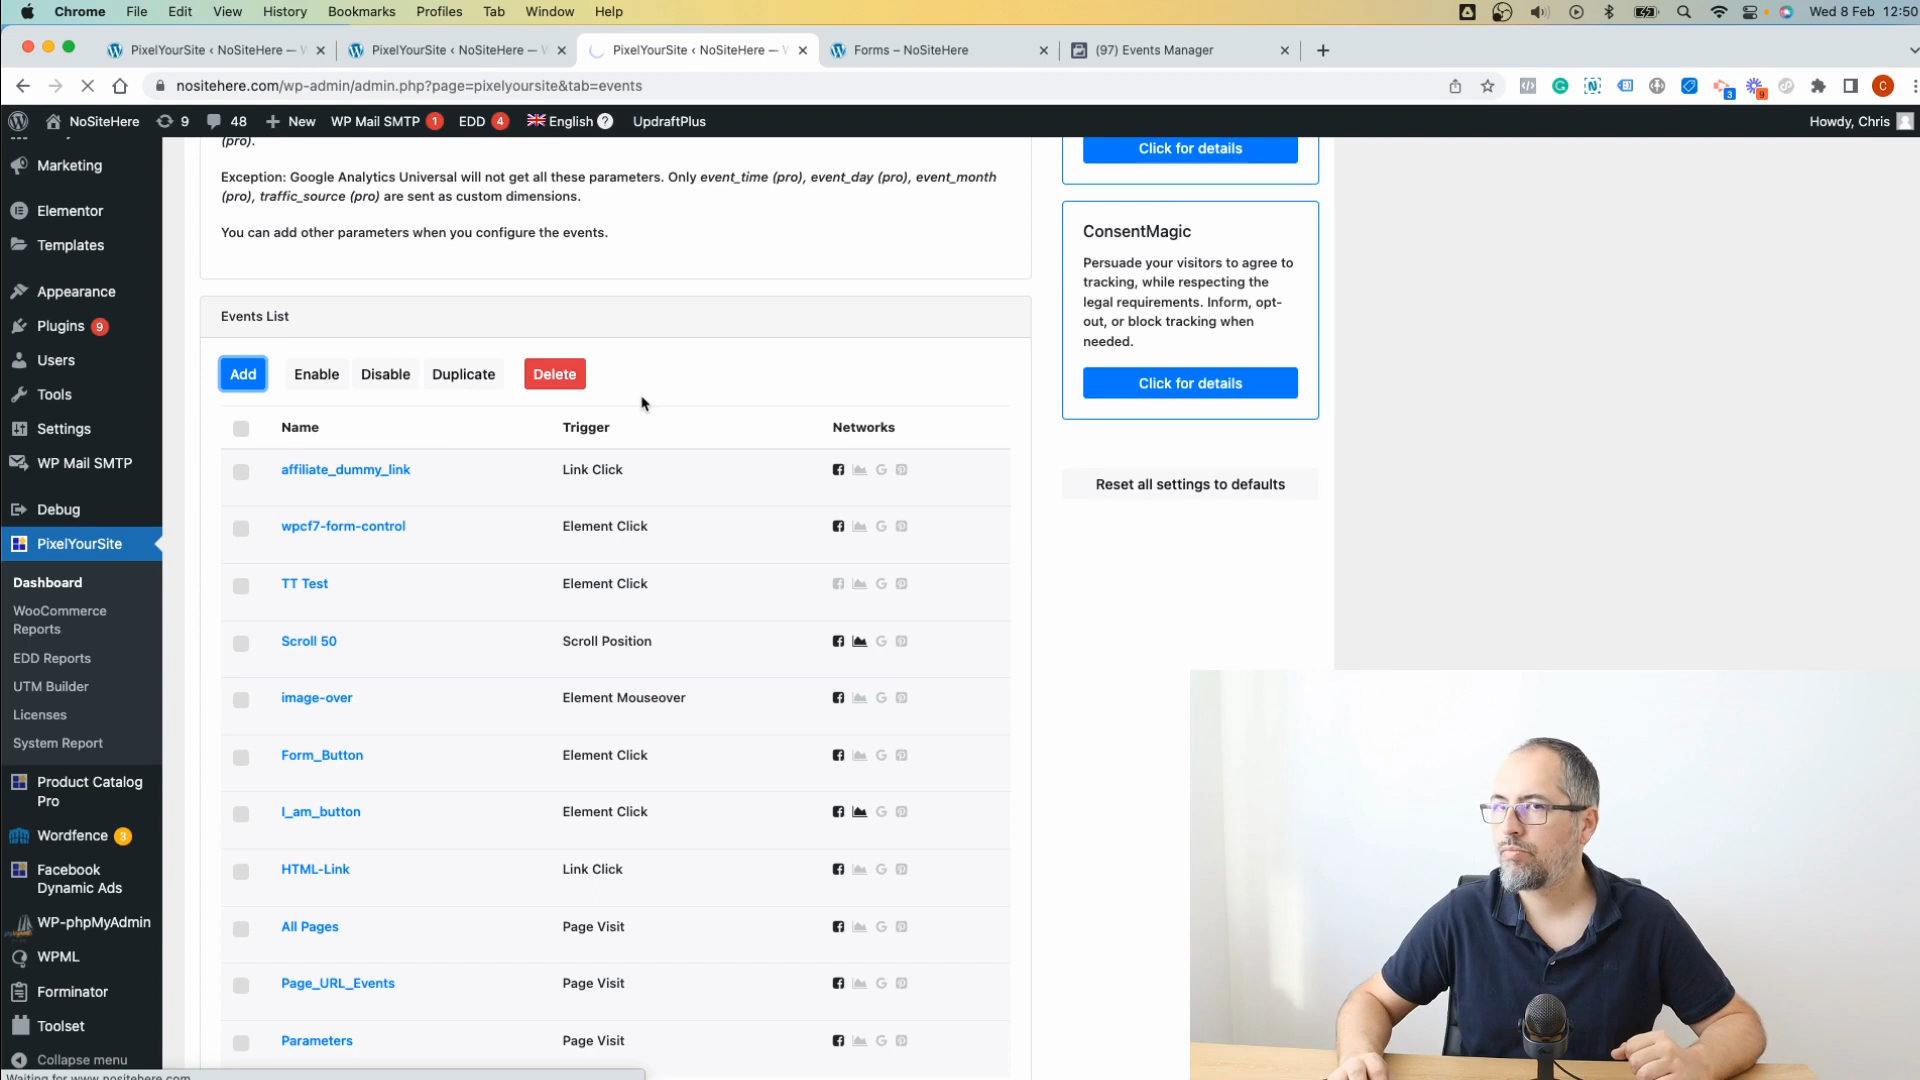 Chrome File Edit View History Bookmarks Profiles Tab Window Help
Wed 8 Feb 12:50
PixelYourSite ‹ NoSiteHere —
PixelYourSite ‹ NoSiteHere —
PixelYourSite ‹ NoSiteHere —
Forms – NoSiteHere
(97) Events Manager
nositehere.com/wp-admin/admin.php?page=pixelyoursite&tab=events
3
9
C
NoSiteHere 9 48 New WP Mail SMTP 1 EDD 4 English UpdraftPlus
Howdy, Chris
Marketing
Elementor
Templates
Appearance
Plugins 9
Users
Tools
Settings
WP Mail SMTP
Debug
PixelYourSite
Dashboard
WooCommerce
Reports
EDD Reports
UTM Builder
Licenses
System Report
Product Catalog
Pro
Wordfence 3
Facebook
Dynamic Ads
WP-phpMyAdmin
WPML
Forminator
Toolset
Collapse menu
Waiting for www.nositehere.com
(pro).
Exception: Google Analytics Universal will not get all these parameters. Only event_time (pro), event_day (pro), event_month
(pro), traffic_source (pro) are sent as custom dimensions.
You can add other parameters when you configure the events.
Events List
Add Enable Disable Duplicate Delete
Name Trigger Networks
affiliate_dummy_link Link Click
wpcf7-form-control Element Click
TT Test Element Click
Scroll 50 Scroll Position
image-over Element Mouseover
Form_Button Element Click
I_am_button Element Click
HTML-Link Link Click
All Pages Page Visit
Page_URL_Events Page Visit
Parameters Page Visit
Click for details
ConsentMagic
Persuade your visitors to agree to
tracking, while respecting the
legal requirements. Inform, opt-
out, or block tracking when
needed.
Click for details
Reset all settings to defaults